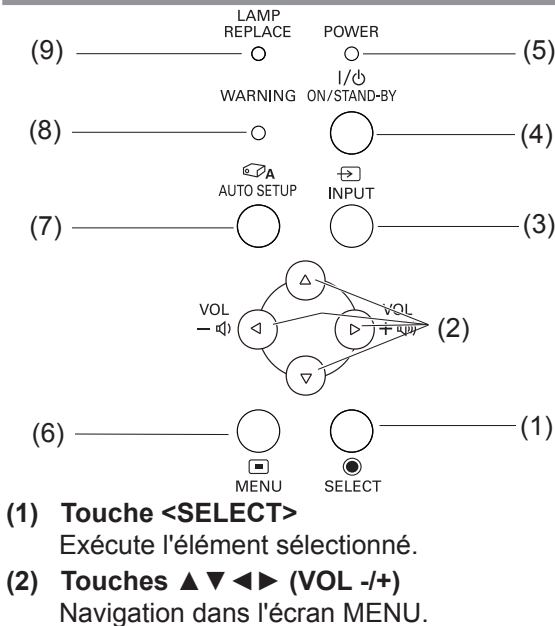 LAMP
REPLACE POWER
(9) (5)
I/⏻
WARNING ON/STAND-BY
(8) (4)
A
AUTO SETUP INPUT
(7) (3)
VOL VOL
− + (2)
(6) (1)
MENU SELECT
(1) Touche <SELECT>
Exécute l'élément sélectionné.
(2) Touches ▲▼◄► (VOL -/+)
Navigation dans l'écran MENU.